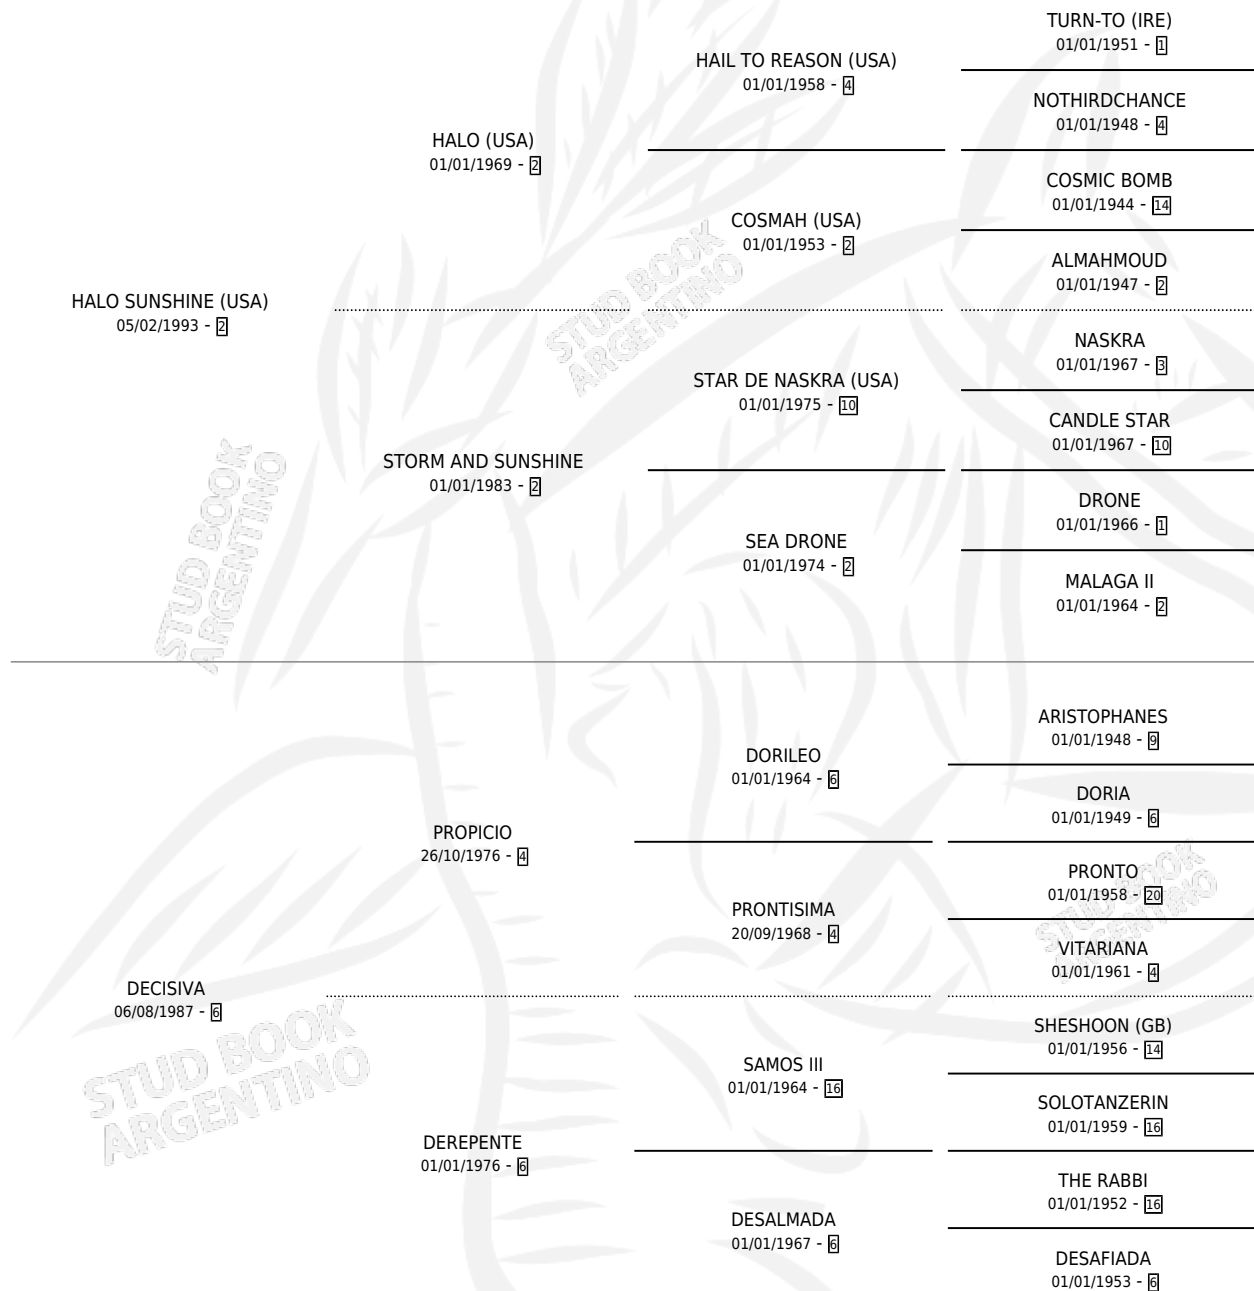 TURN-TO (IRE)
01/01/1951 - 1
HAIL TO REASON (USA)
01/01/1958 - 4
NOTHIRDCHANCE
01/01/1948 - 4
HALO (USA)
01/01/1969 - 2
COSMIC BOMB
01/01/1944 - 14
COSMAH (USA)
01/01/1953 - 2
ALMAHMOUD
01/01/1947 - 2
HALO SUNSHINE (USA)
05/02/1993 - 2
STUD BOOK
ARGENTINO
NASKRA
01/01/1967 - 3
STAR DE NASKRA (USA)
01/01/1975 - 10
CANDLE STAR
01/01/1967 - 10
STORM AND SUNSHINE
01/01/1983 - 2
DRONE
01/01/1966 - 1
SEA DRONE
01/01/1974 - 2
MALAGA II
01/01/1964 - 2
STUD BOOK
ARGENTINO
ARISTOPHANES
01/01/1948 - 9
DORILEO
01/01/1964 - 6
DORIA
01/01/1949 - 6
PROPICIO
26/10/1976 - 4
PRONTO
01/01/1958 - 20
PRONTISIMA
20/09/1968 - 4
VITARIANA
01/01/1961 - 4
STUD BOOK
ARGENTINO
DECISIVA
06/08/1987 - 6
SHESHOON (GB)
01/01/1956 - 14
SAMOS III
01/01/1964 - 16
SOLOTANZERIN
01/01/1959 - 16
STUD BOOK
ARGENTINO
DEREPENTE
01/01/1976 - 6
THE RABBI
01/01/1952 - 16
DESALMADA
01/01/1967 - 6
DESAFIADA
01/01/1953 - 6